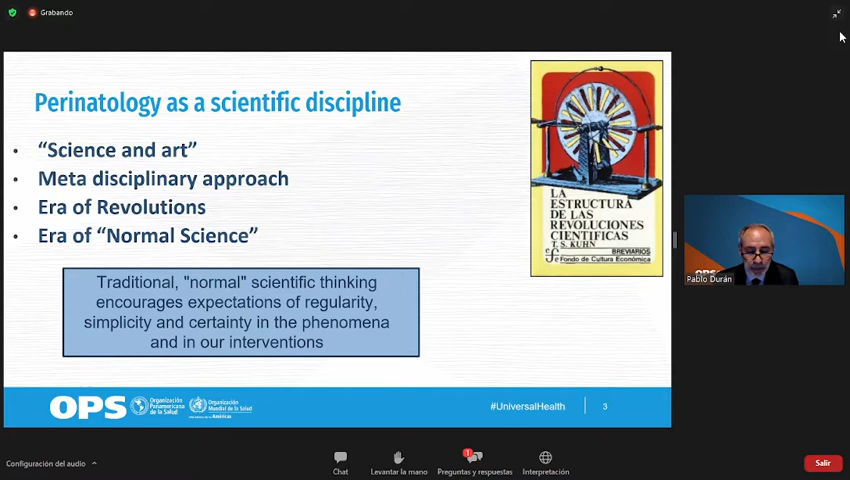 Grabando
Perinatology as a scientific discipline
• “Science and art”
• Meta disciplinary approach
• Era of Revolutions
• Era of “Normal Science”
Traditional, "normal" scientific thinking
encourages expectations of regularity,
simplicity and certainty in the phenomena
and in our interventions
LA
ESTRUCTURA
DE LAS
REVOLUCIONES
CIENTIFICAS
T. S. KUHN
BREVIARIOS
Fondo de Cultura Económica
OPS
Pablo Durán
OPS
Organización
Panamericana
de la Salud
Organización
Mundial de la Salud
Américas
#UniversalHealth
3
Configuración del audio
Chat
Levantar la mano
1
Preguntas y respuestas
Interpretación
Salir